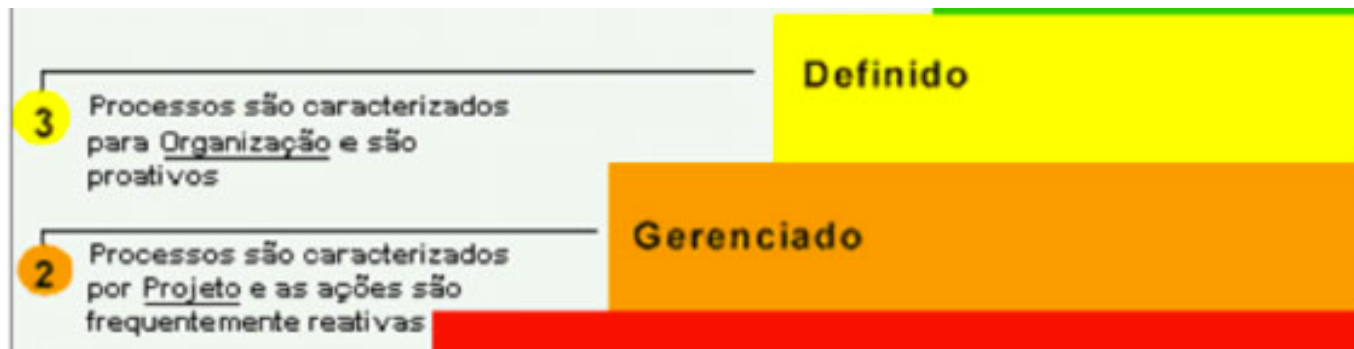 Definido
3
Processos são caracterizados
para Organização e são
proativos
Gerenciado
2
Processos são caracterizados
por Projeto e as ações são
frequentemente reativas